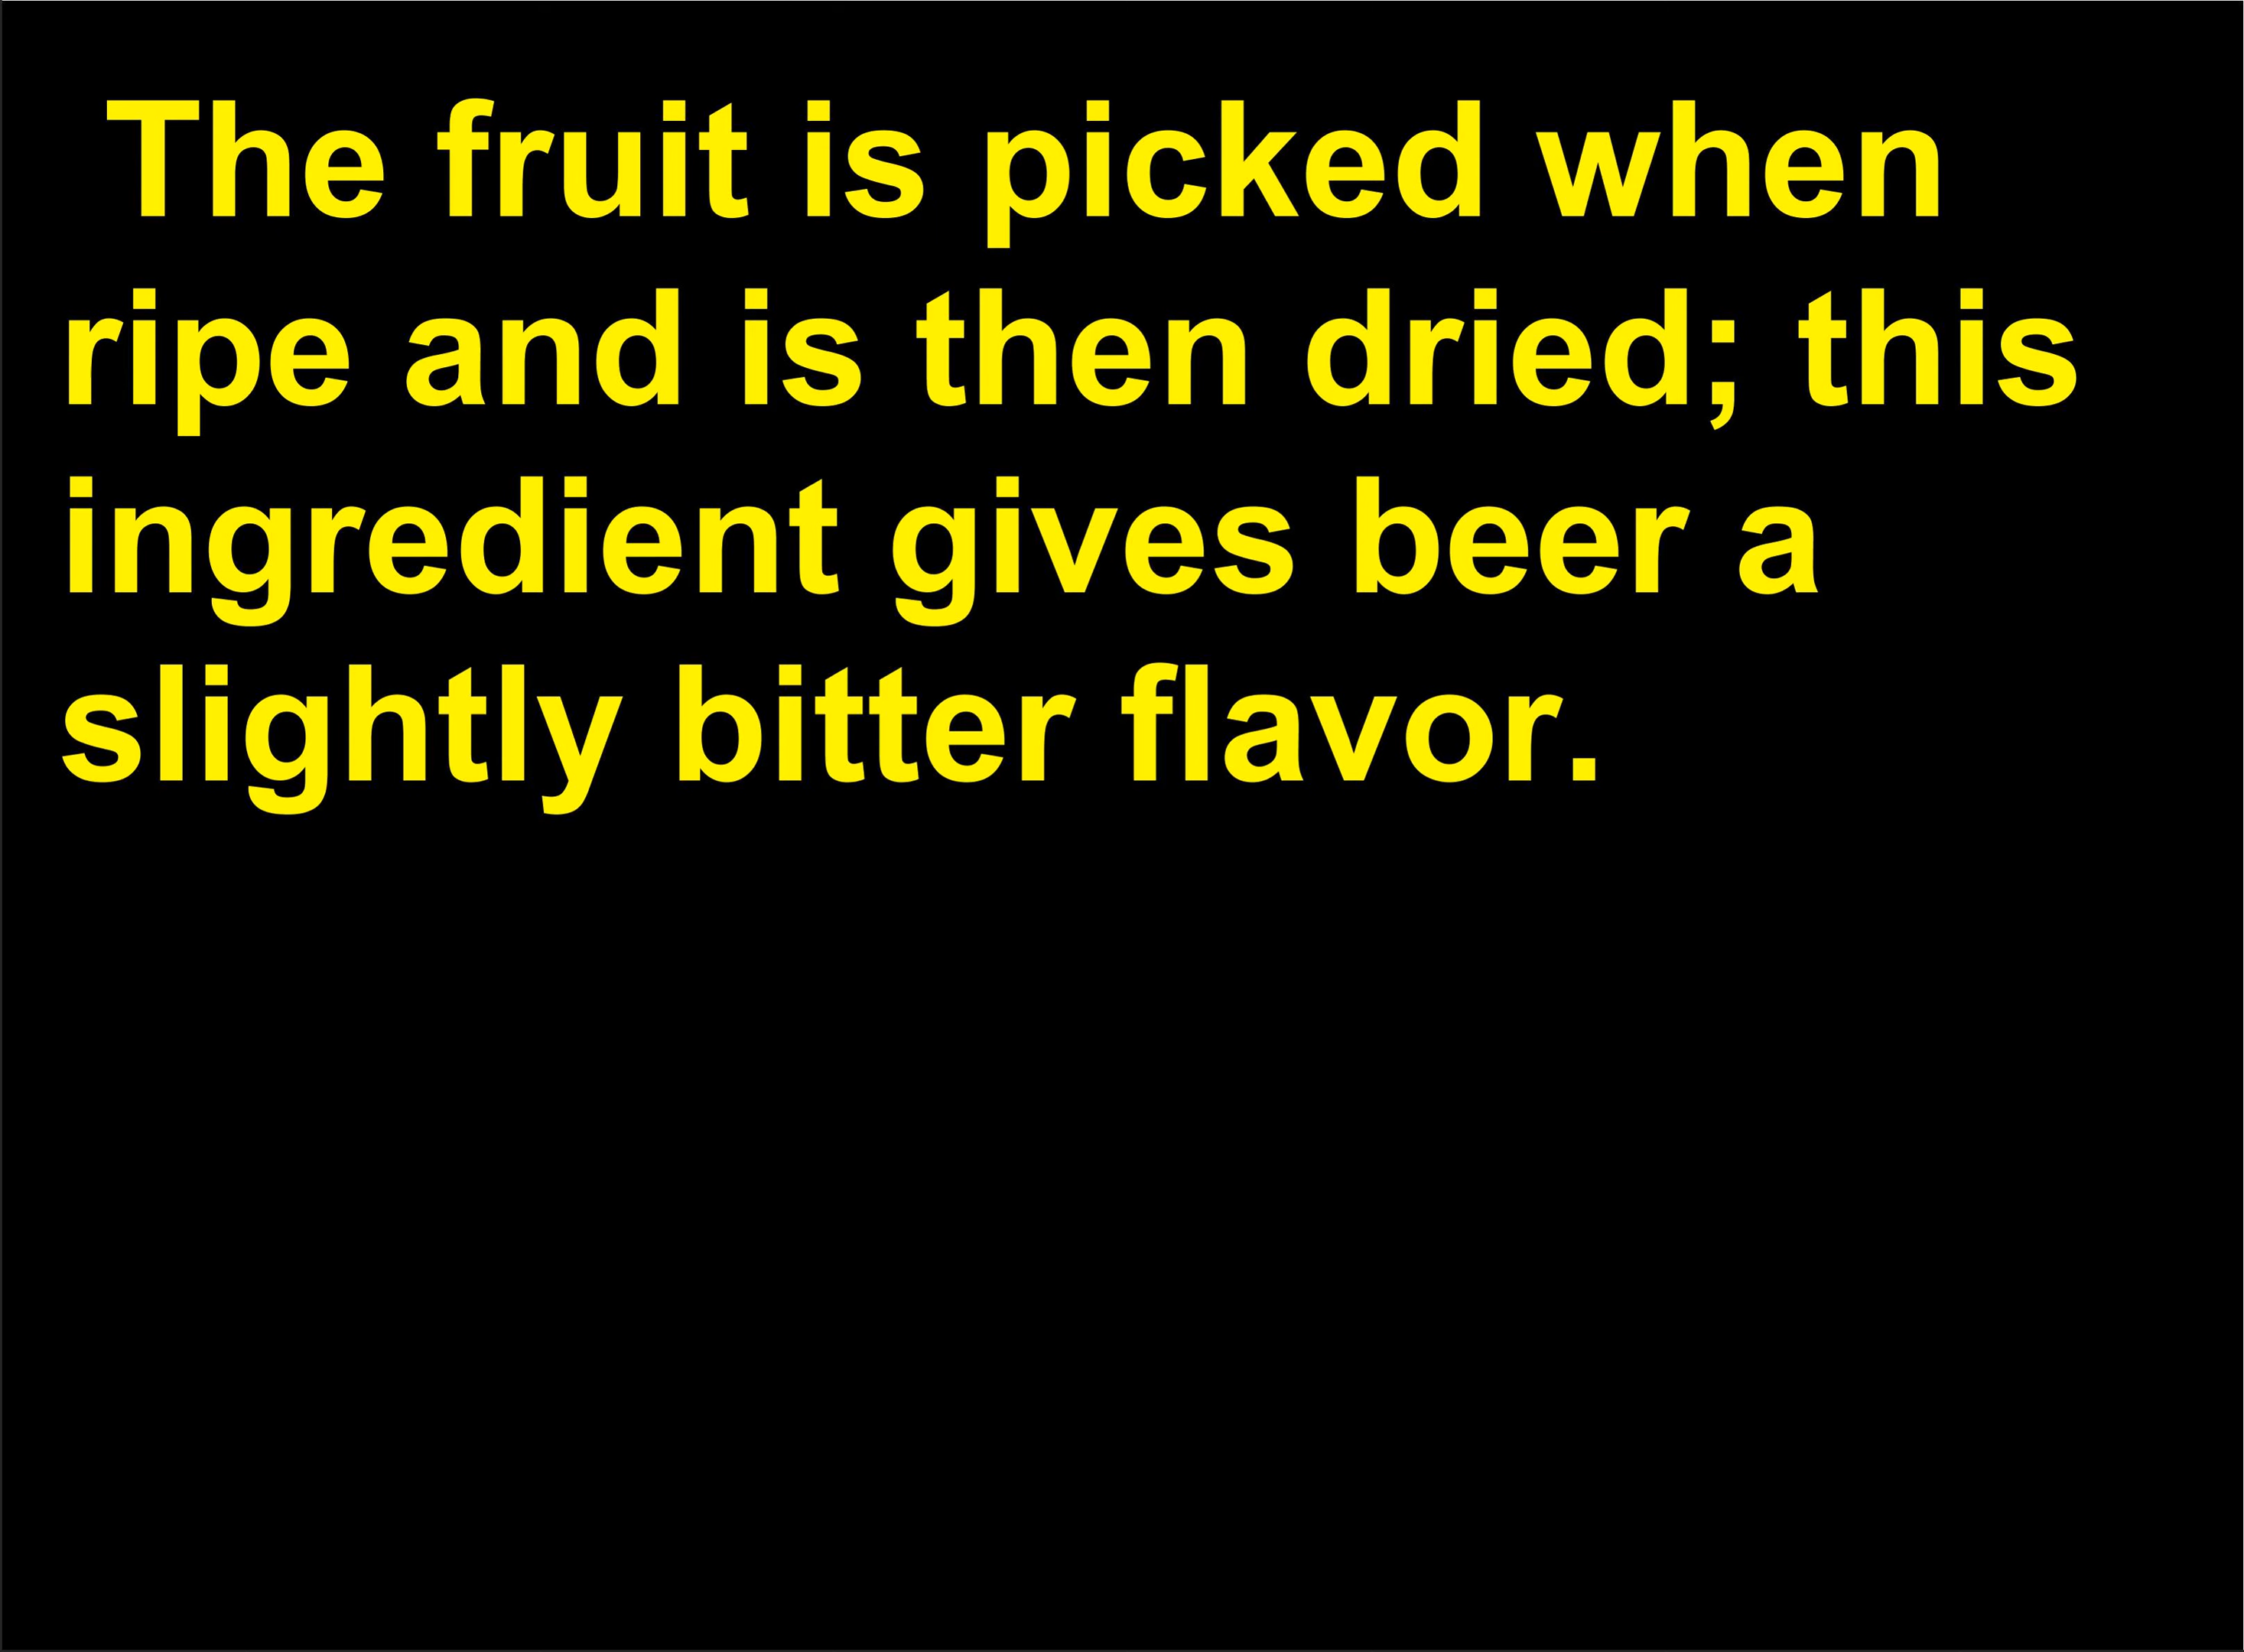 The fruit is picked when
ripe and is then dried; this
ingredient gives beer a
slightly bitter flavor.